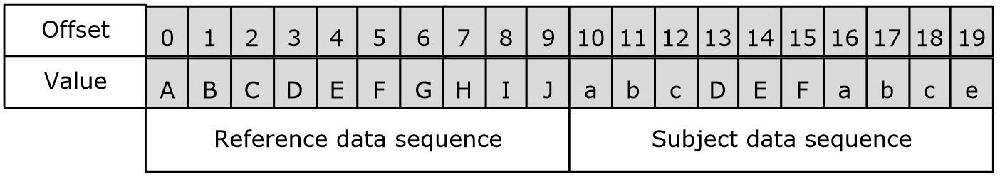 Offset 0 1 2 3 4 5 6 7 8 9 10 11 12 13 14 15 16 17 18 19
Value A B C D E F G H I J a b c D E F a b c e
Reference data sequence Subject data sequence